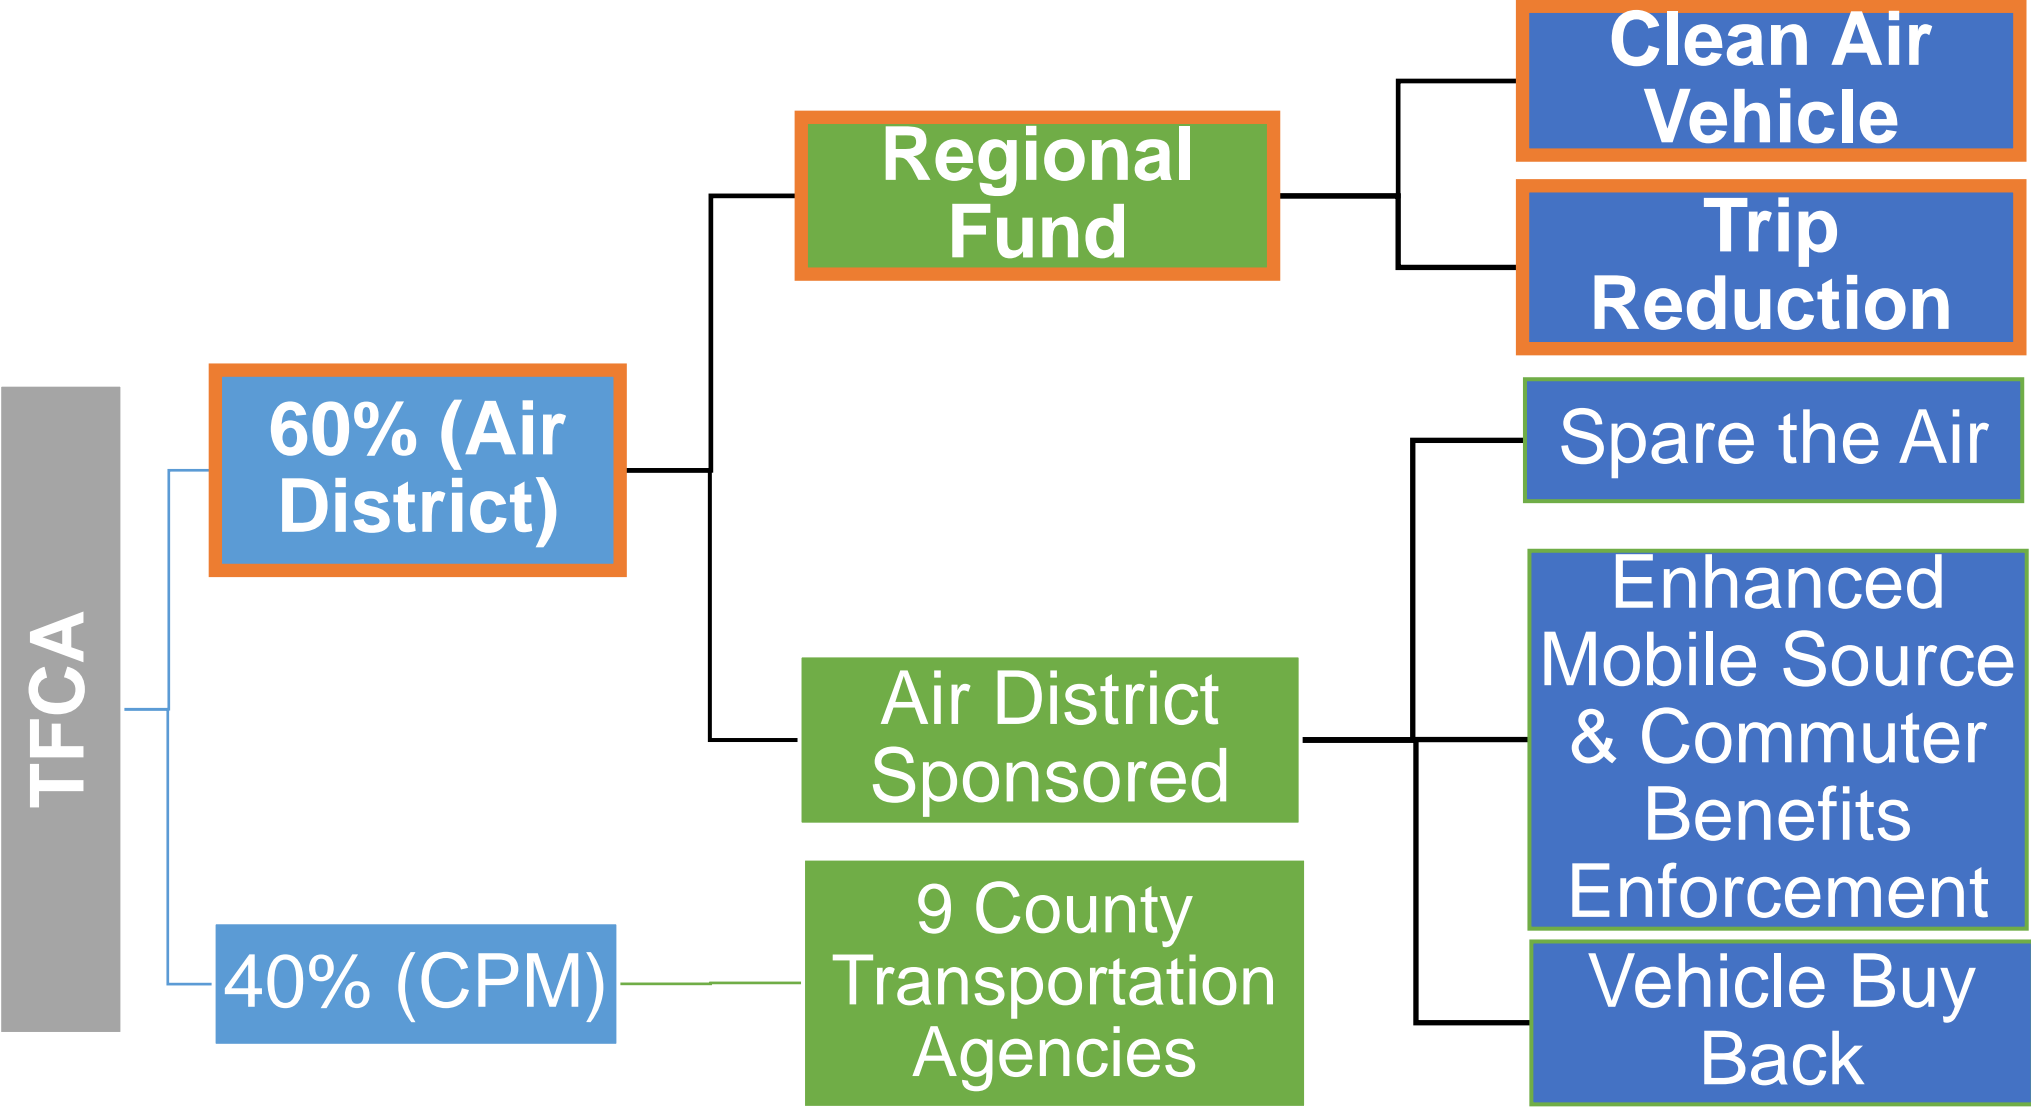 TFCA
60% (Air
District)
Regional
Fund
Clean Air
Vehicle
Trip
Reduction
Air District
Sponsored
Spare the Air
Enhanced
Mobile Source
& Commuter
Benefits
Enforcement
Vehicle Buy
Back
40% (CPM)
9 County
Transportation
Agencies